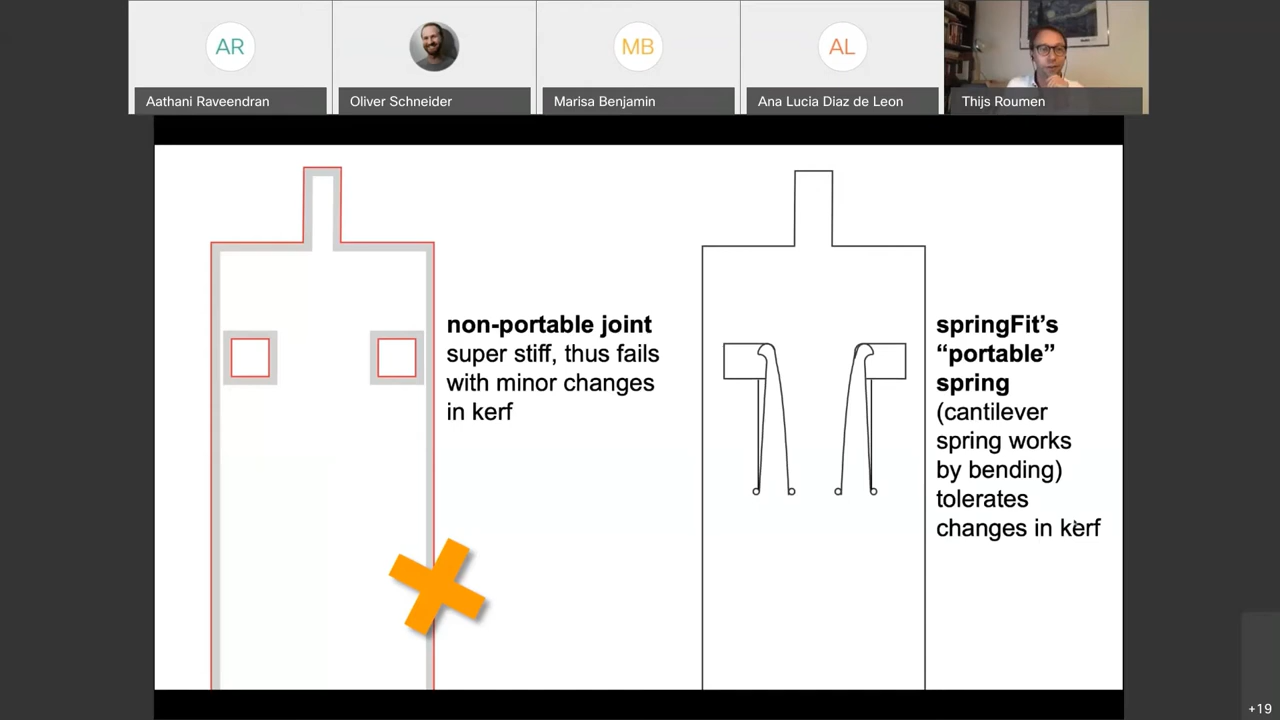 AR
MB
AL
Aathani Raveendran
Oliver Schneider
Marisa Benjamin
Ana Lucia Diaz de Leon
Thijs Roumen
non-portable joint
super stiff, thus fails
with minor changes
in kerf
springFit’s
“portable”
spring
(cantilever
spring works
by bending)
tolerates
changes in kerf
+19